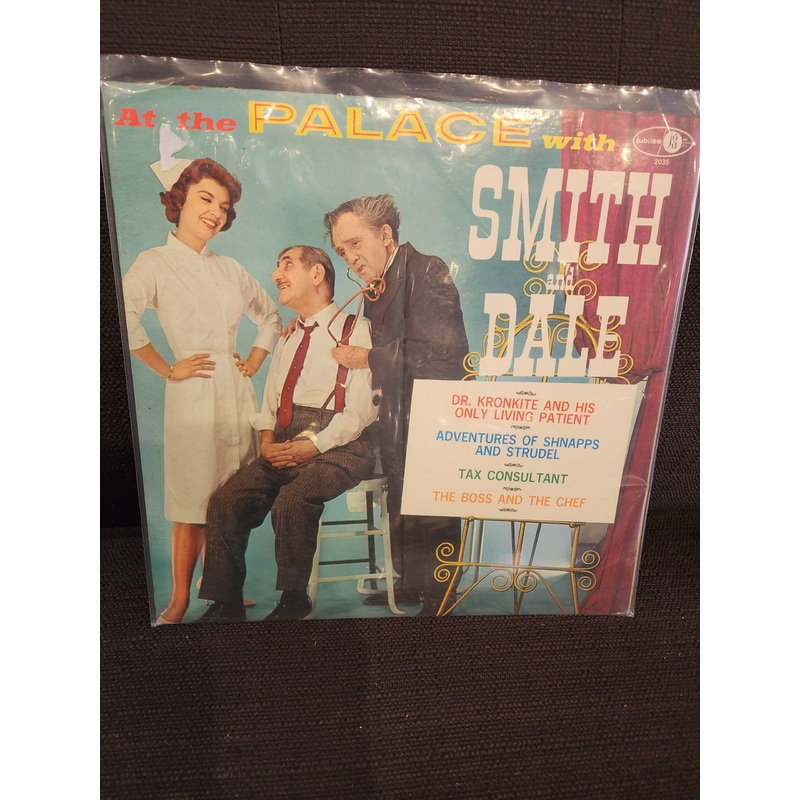 At the PALACE with
jubilee
2035
SMITH
and
DALE
DR. KRONKITE AND HIS
ONLY LIVING PATIENT
ADVENTURES OF SHNAPPS
AND STRUDEL
TAX CONSULTANT
THE BOSS AND THE CHEF